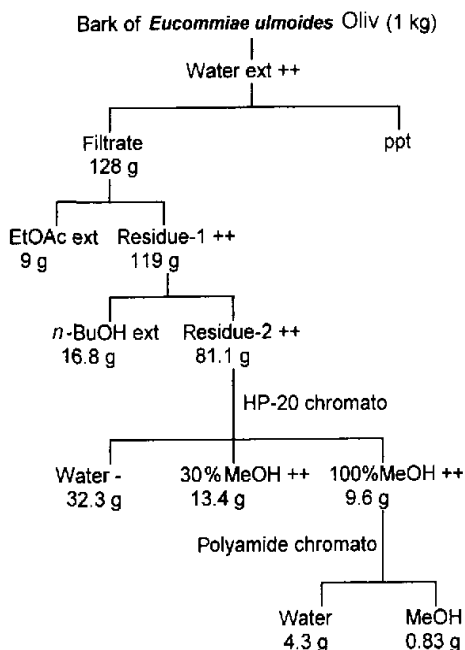 Bark of Eucommiae ulmoides Oliv (1 kg)
Water ext ++
Filtrate
128 g
ppt
EtOAc ext
9 g
Residue-1 ++
119 g
n-BuOH ext
16.8 g
Residue-2 ++
81.1 g
HP-20 chromato
Water -
32.3 g
30%MeOH ++
13.4 g
100%MeOH ++
9.6 g
Polyamide chromato
Water
4.3 g
MeOH
0.83 g